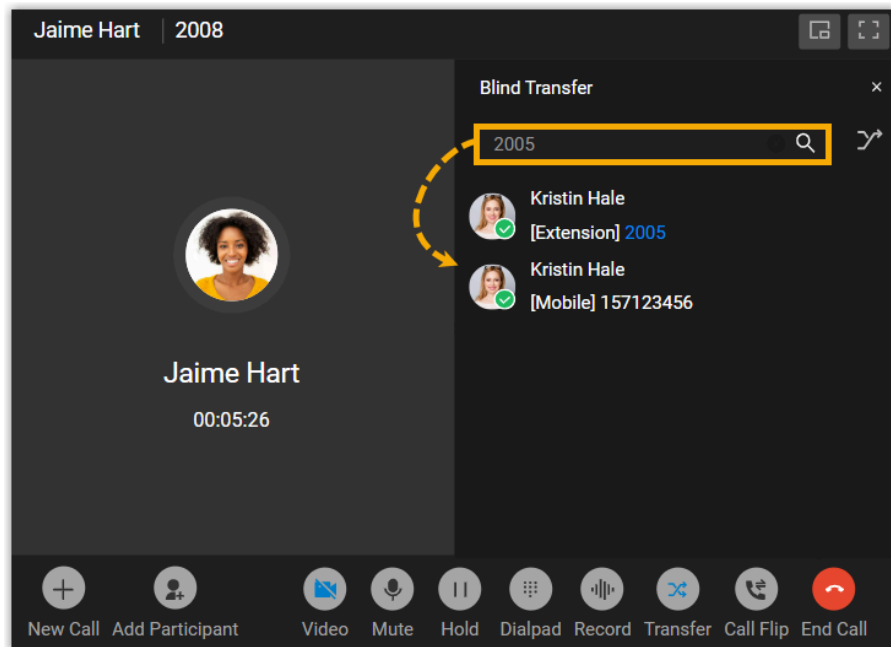 Jaime Hart 2008
Blind Transfer
2005
Kristin Hale
[Extension] 2005
Kristin Hale
[Mobile] 157123456
Jaime Hart
00:05:26
New Call Add Participant Video Mute Hold Dialpad Record Transfer Call Flip End Call